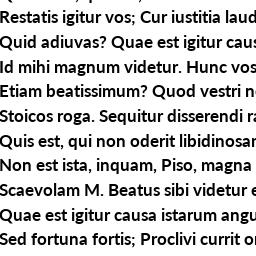 Restatis igitur vos; Cur iustitia laud
Quid adiuvas? Quae est igitur caus
Id mihi magnum videtur. Hunc vos
Etiam beatissimum? Quod vestri n
Stoicos roga. Sequitur disserendi ra
Quis est, qui non oderit libidinosa
Non est ista, inquam, Piso, magna
Scaevolam M. Beatus sibi videtur e
Quae est igitur causa istarum angu
Sed fortuna fortis; Proclivi currit o